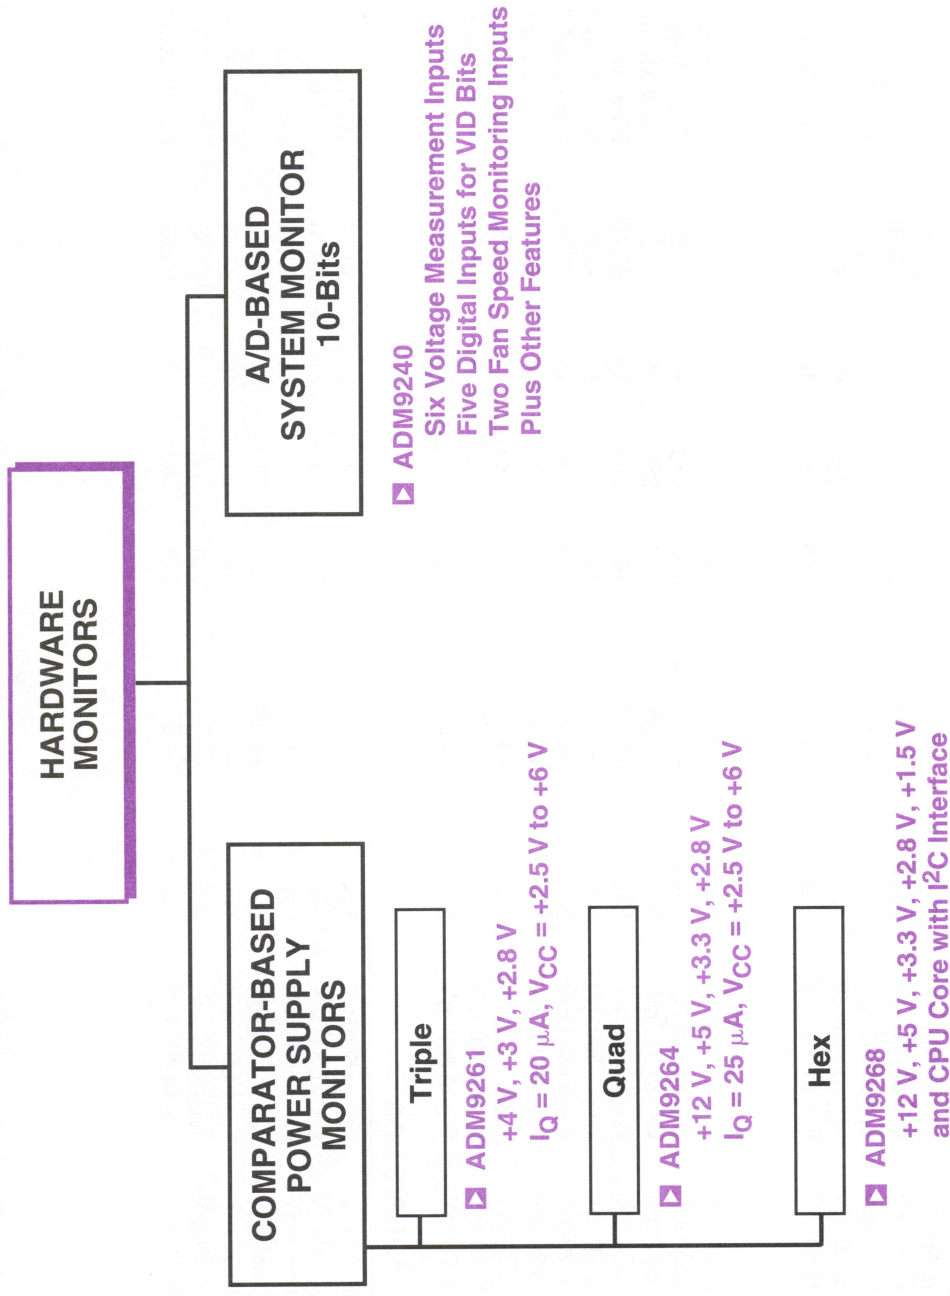 HARDWARE
MONITORS
COMPARATOR-BASED
POWER SUPPLY
MONITORS
Triple
ADM9261
+4 V, +3 V, +2.8 V
IQ = 20 µA, VCC = +2.5 V to +6 V
Quad
ADM9264
+12 V, +5 V, +3.3 V, +2.8 V
IQ = 25 µA, VCC = +2.5 V to +6 V
Hex
ADM9268
+12 V, +5 V, +3.3 V, +2.8 V, +1.5 V
and CPU Core with I²C Interface
A/D-BASED
SYSTEM MONITOR
10-Bits
ADM9240
Six Voltage Measurement Inputs
Five Digital Inputs for VID Bits
Two Fan Speed Monitoring Inputs
Plus Other Features